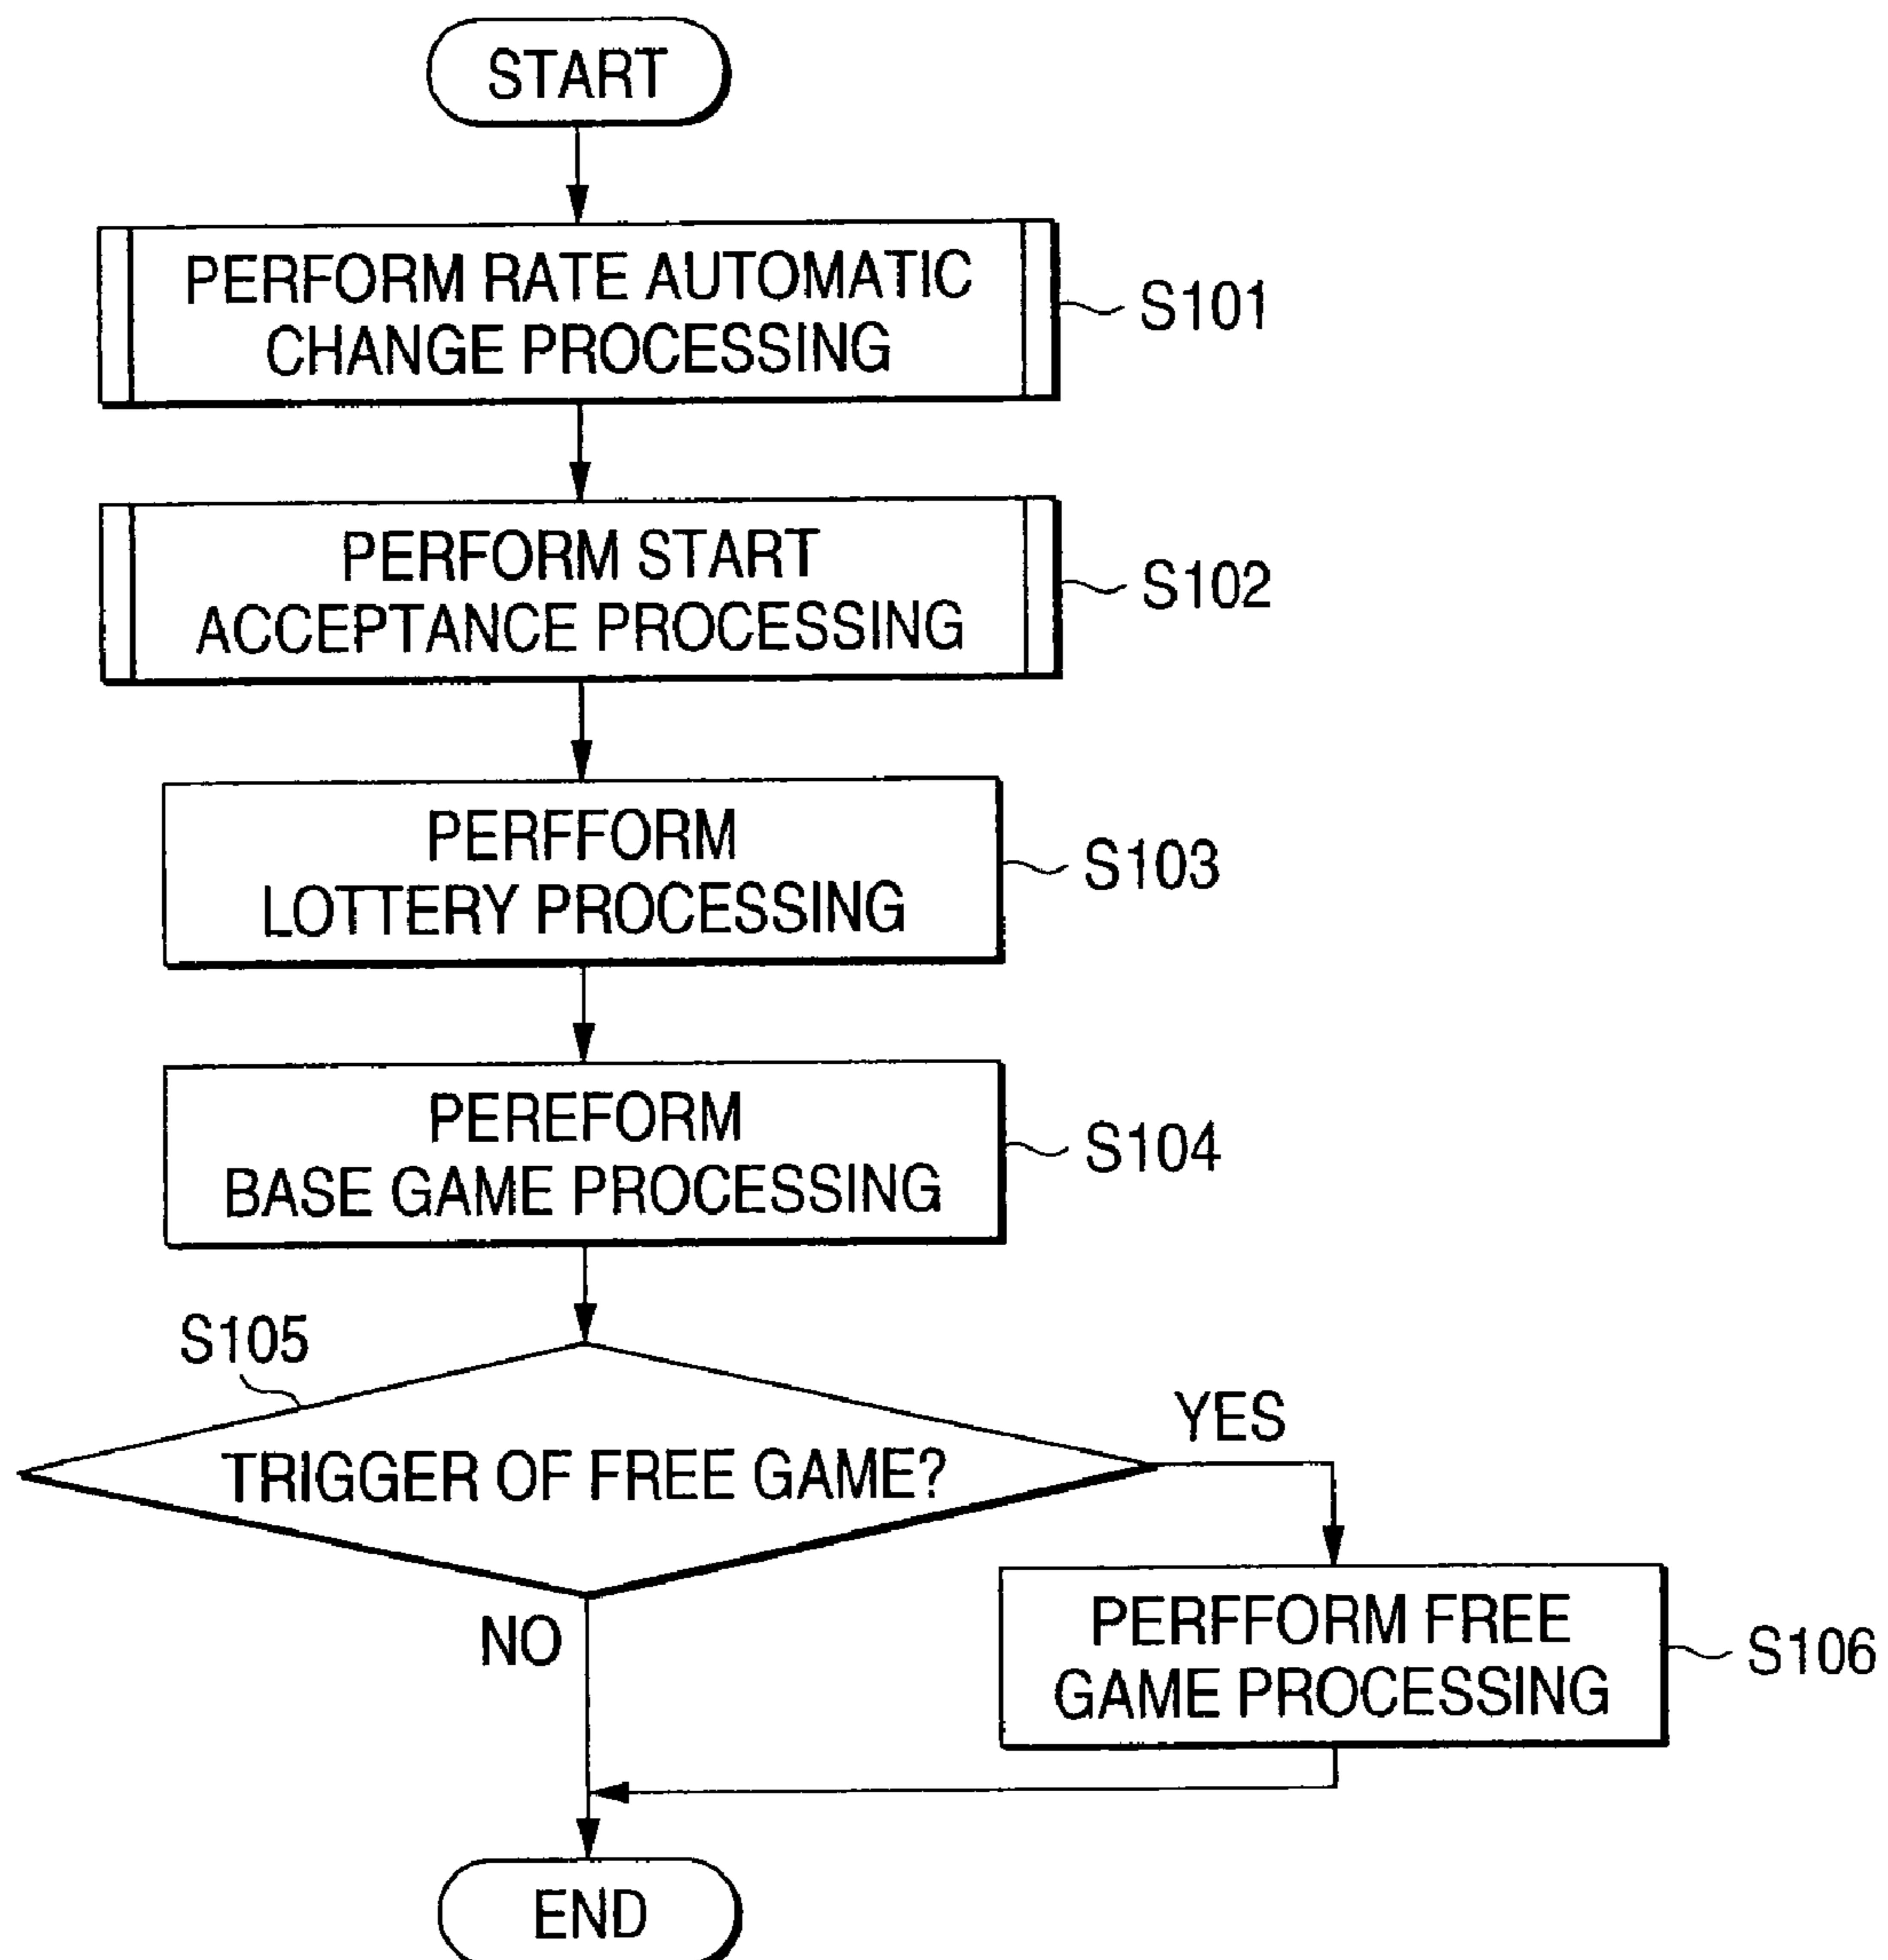 START
PERFORM RATE AUTOMATIC
CHANGE PROCESSING
S101
PERFORM START
ACCEPTANCE PROCESSING
S102
PERFFORM
LOTTERY PROCESSING
S103
PEREFORM
BASE GAME PROCESSING
S104
S105
TRIGGER OF FREE GAME?
YES
NO
PERFFORM FREE
GAME PROCESSING
S106
END